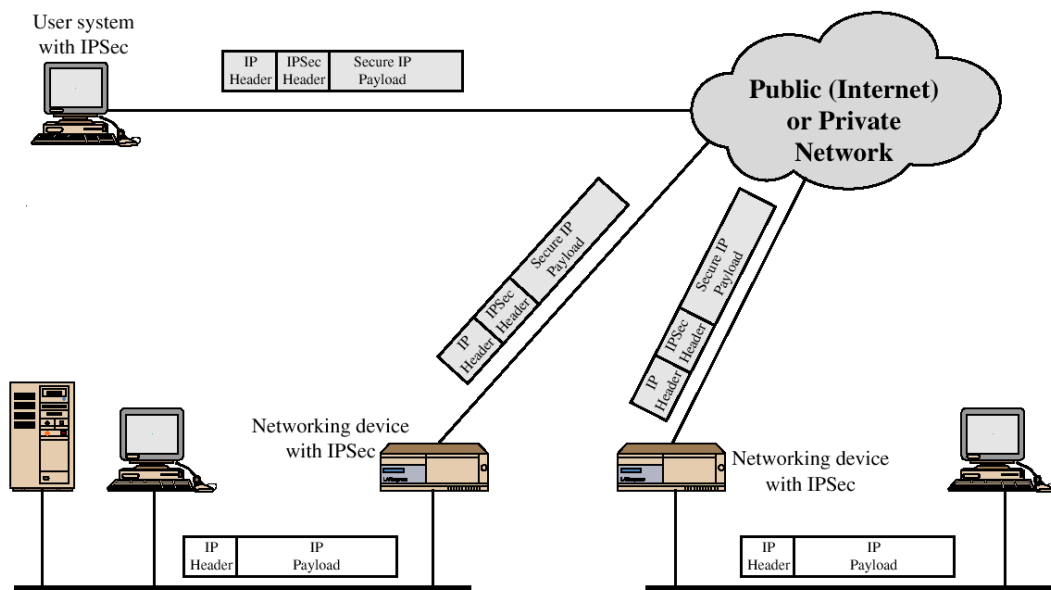 User system
with IPSec
IP
Header
IPSec
Header
Secure IP
Payload
Public (Internet)
or Private
Network
IP
Header
IPSec
Header
Secure IP
Payload
IP
Header
IPSec
Header
Secure IP
Payload
Networking device
with IPSec
Networking device
with IPSec
IP
Header
IP
Payload
IP
Header
IP
Payload